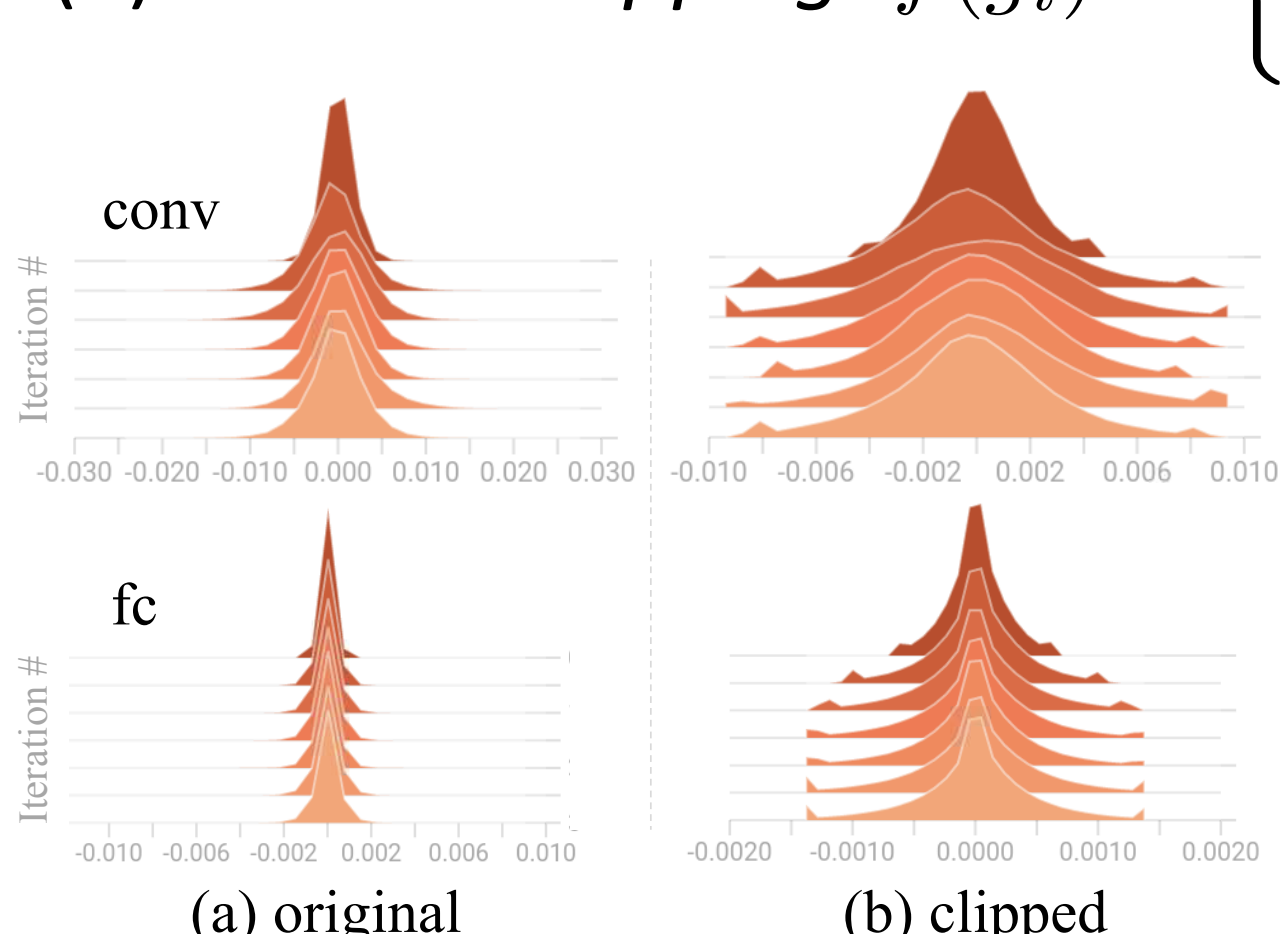 conv
Iteration #
-0.030 -0.020 -0.010 0.000 0.010 0.020 0.030
-0.010 -0.006 -0.002 0.002 0.006 0.010
fc
Iteration #
-0.010 -0.006 -0.002 0.002 0.006 0.010
-0.0020 -0.0010 0.0000 0.0010 0.0020
(a) original
(b) clipped